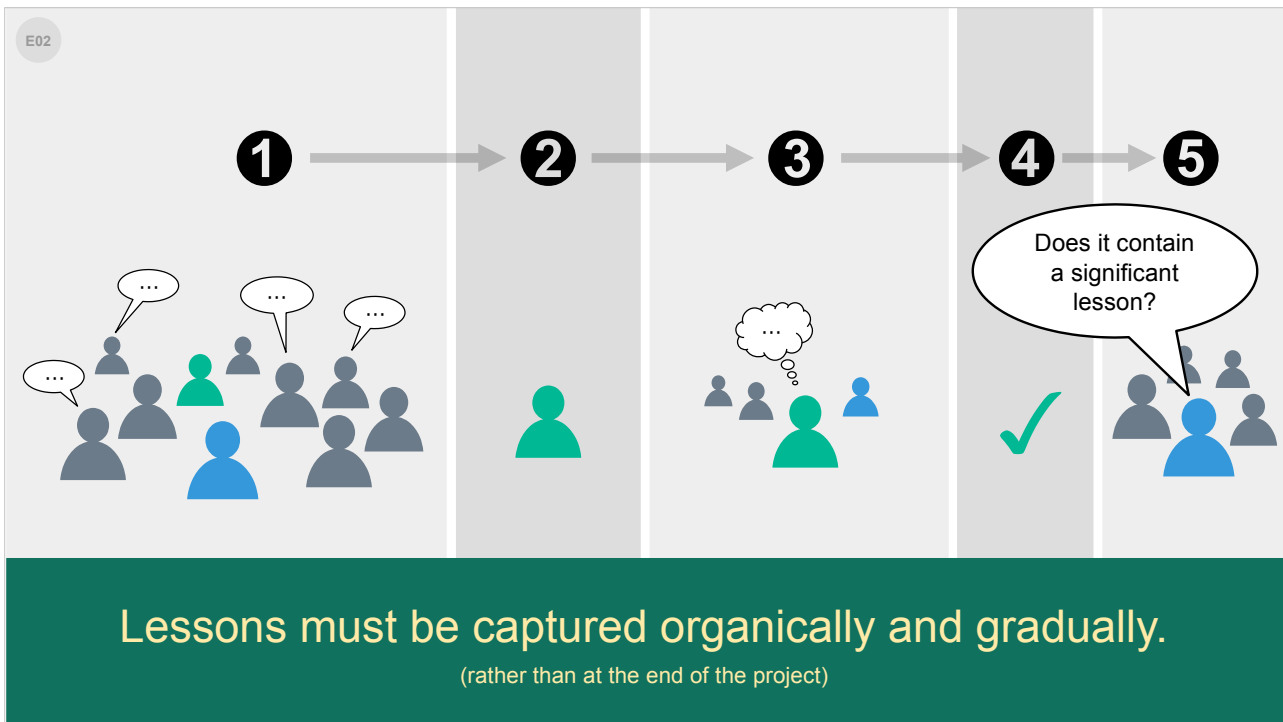 E02
1
2
3
4
5
Does it contain
a significant
lesson?
...
...
...
...
...
Lessons must be captured organically and gradually.
(rather than at the end of the project)